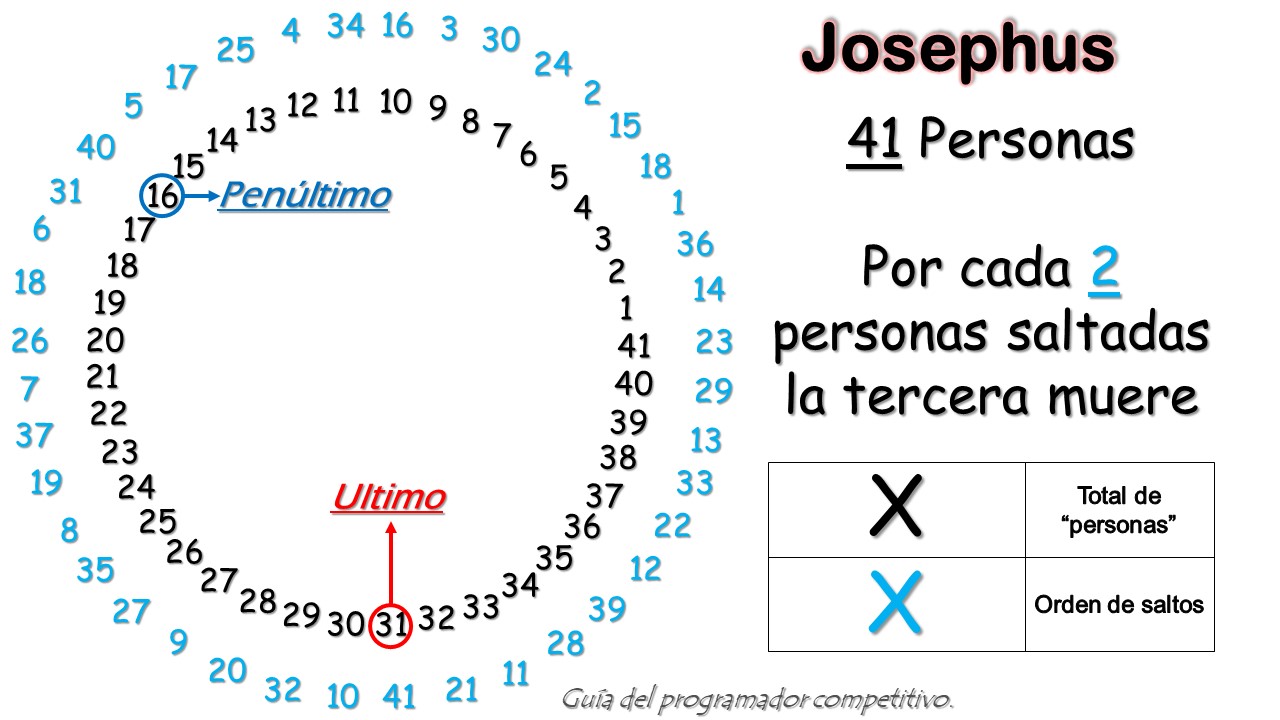 Josephus
41 Personas
Por cada 2
personas saltadas
la tercera muere
X Total de
“personas”
X Orden de saltos
Penúltimo
Ultimo
4 34 16 3 30
25 24
17 2
5 15
40 18
31 1
6 36
18 14
26 23
7 29
37 13
19 33
8 22
35 12
27 39
9 28
20 11
32 10 41 21
12 11 10 9
13 8
14 7
15 6
16 5
17 4
18 3
19 2
20 1
21 41
22 40
23 39
24 38
25 37
26 36
27 35
28 34
29 30 31 32 33
Guía del programador competitivo.